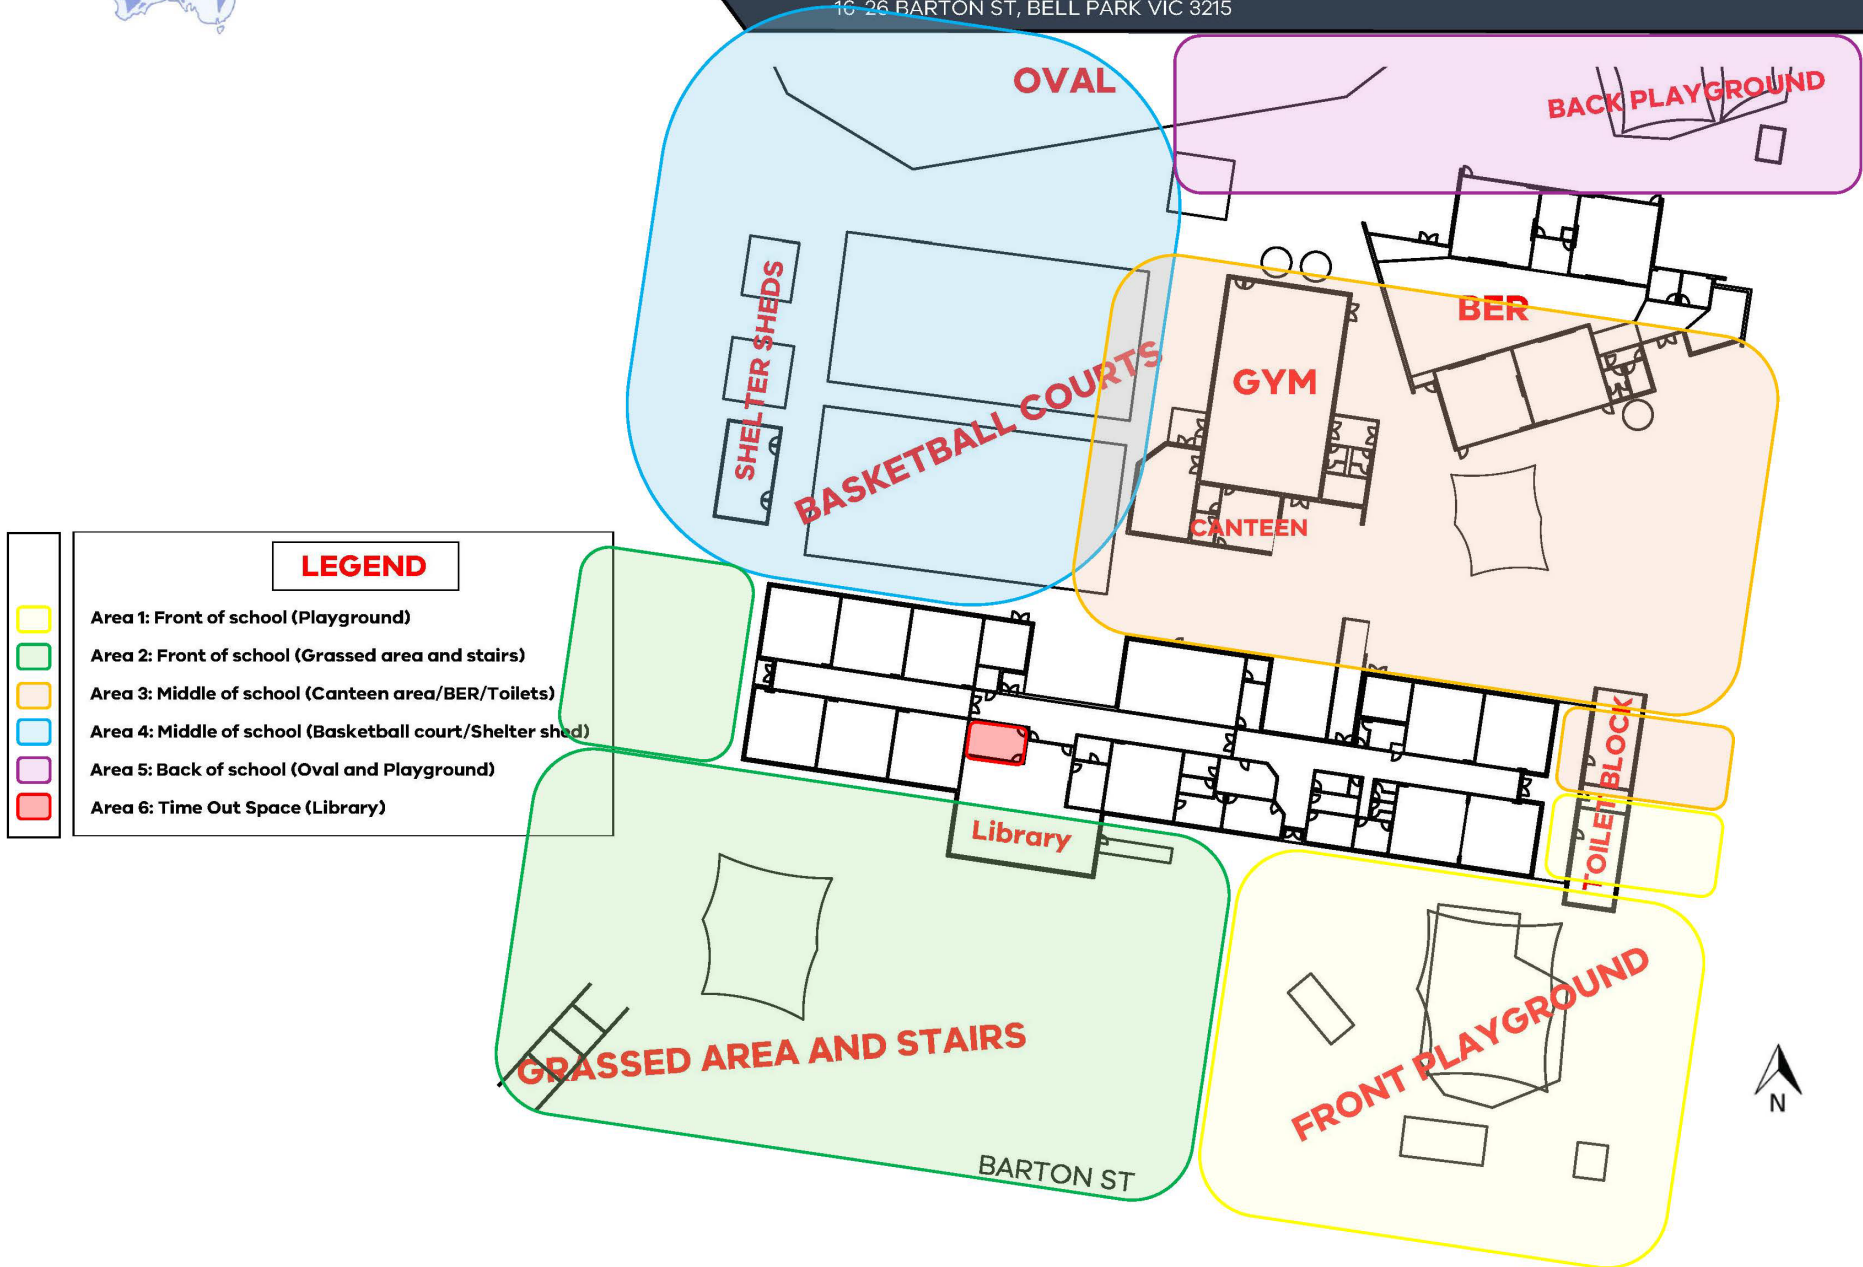 16-26 BARTON ST, BELL PARK VIC 3215
OVAL
BACK PLAYGROUND
SHELTER SHEDS
BASKETBALL COURTS
BER
GYM
CANTEEN
LEGEND
Area 1: Front of school (Playground)
Area 2: Front of school (Grassed area and stairs)
Area 3: Middle of school (Canteen area/BER/Toilets)
Area 4: Middle of school (Basketball court/Shelter shed)
Area 5: Back of school (Oval and Playground)
Area 6: Time Out Space (Library)
TOILET BLOCK
Library
GRASSED AREA AND STAIRS
FRONT PLAYGROUND
BARTON ST
N